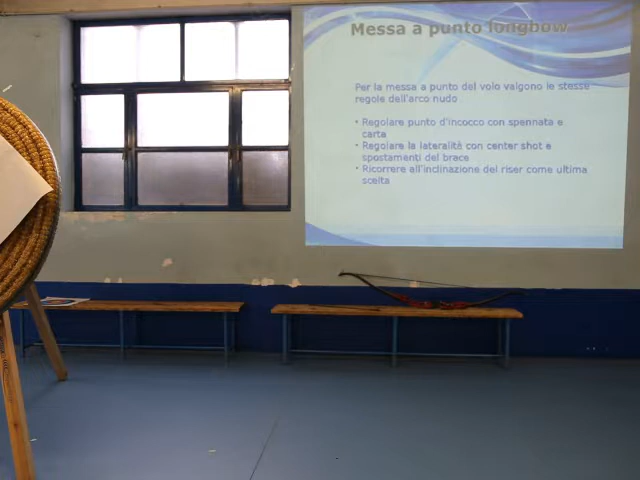 Messa a punto longbow
Per la messa a punto del volo valgono le stesse
regole dell'arco nudo
• Regolare punto d'incocco con spennata e
carta
• Regolare la lateralità con center shot e
spostamenti del brace
• Ricorrere all'inclinazione del riser come ultima
scelta